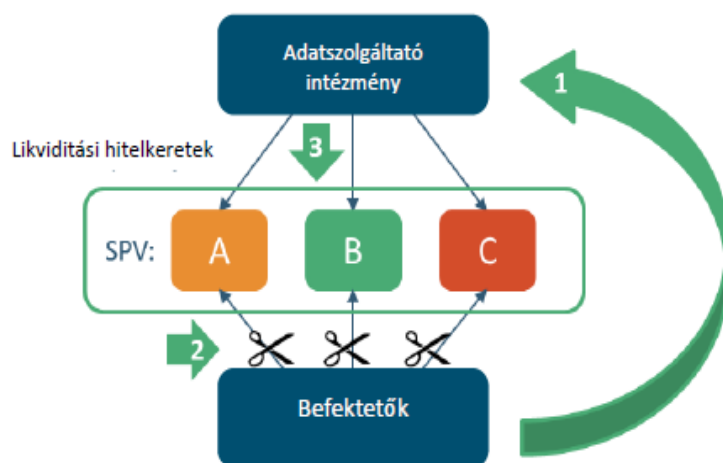 Adatszolgáltató
intézmény
1
Likviditási hitelkeretek
3
SPV:
A
B
C
2
Befektetők